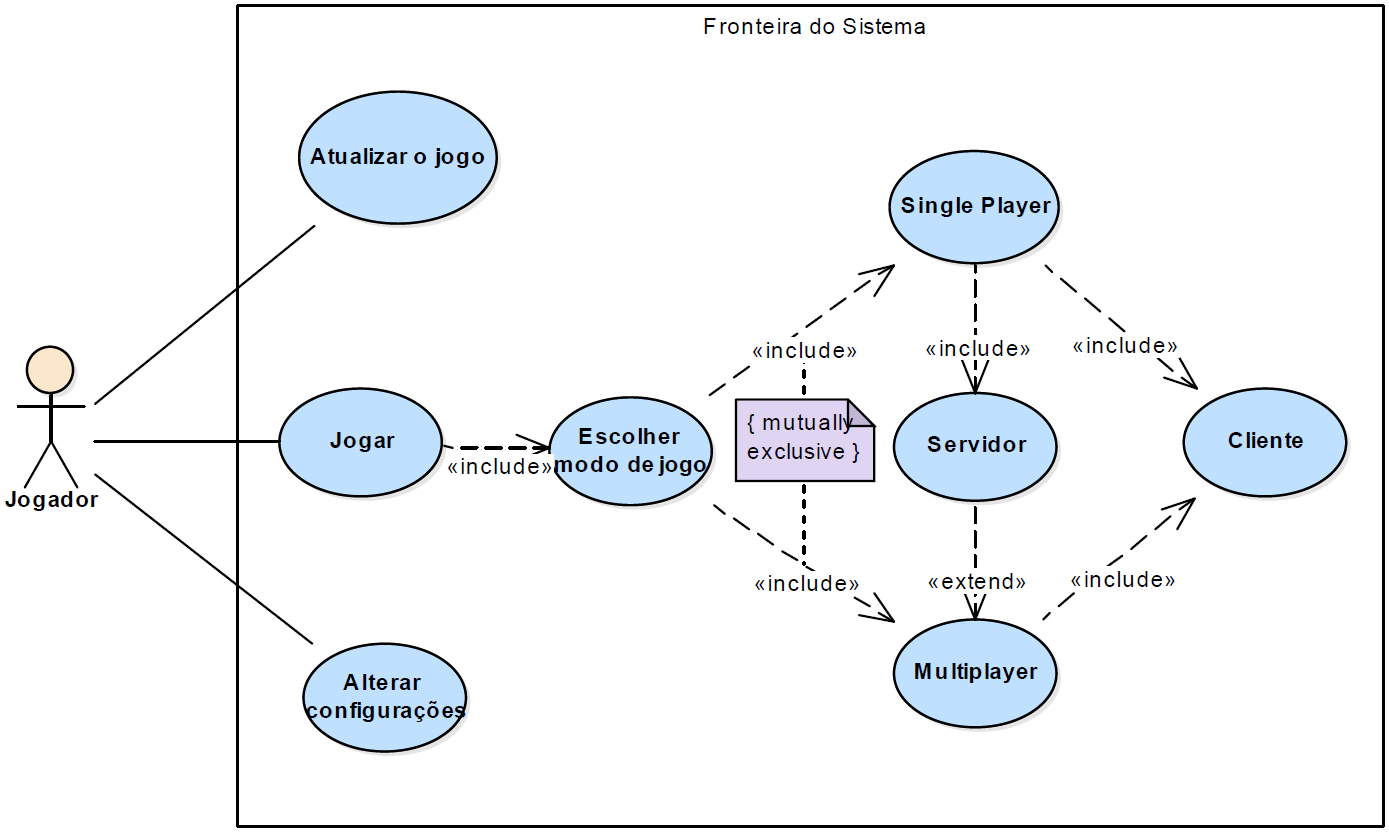 Fronteira do Sistema
Atualizar o jogo
Single Player
«include»
«include»
«include»
{ mutually
exclusive }
Jogador
Jogar
«include»
Escolher
modo de jogo
Servidor
Cliente
«include»
«extend»
«include»
Alterar
configurações
Multiplayer